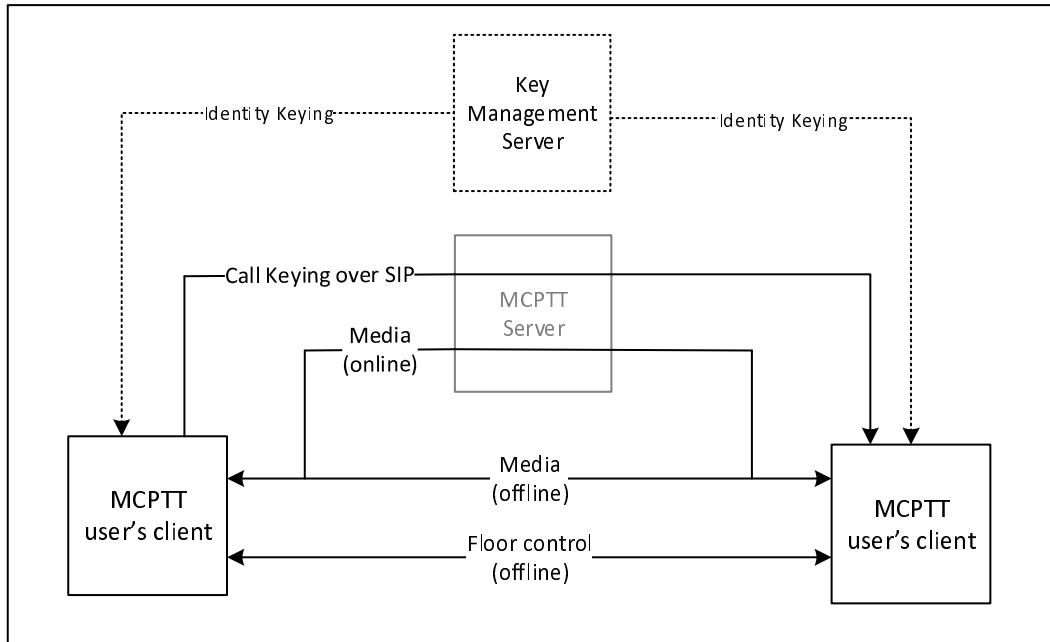 Key
Management
Server
Identity Keying
Identity Keying
Call Keying over SIP
MCPTT
Server
Media
(online)
Media
(offline)
MCPTT
user’s client
MCPTT
user’s client
Floor control
(offline)